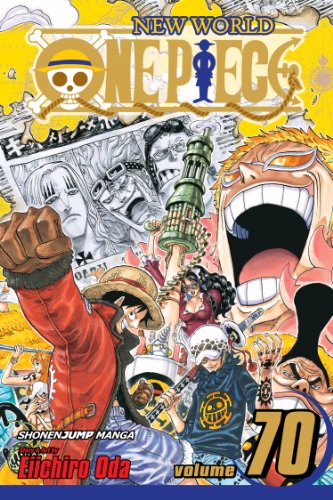 NEW WORLD
ONE PIECE
SHONEN JUMP MANGA
Eiichiro Oda
volume 70